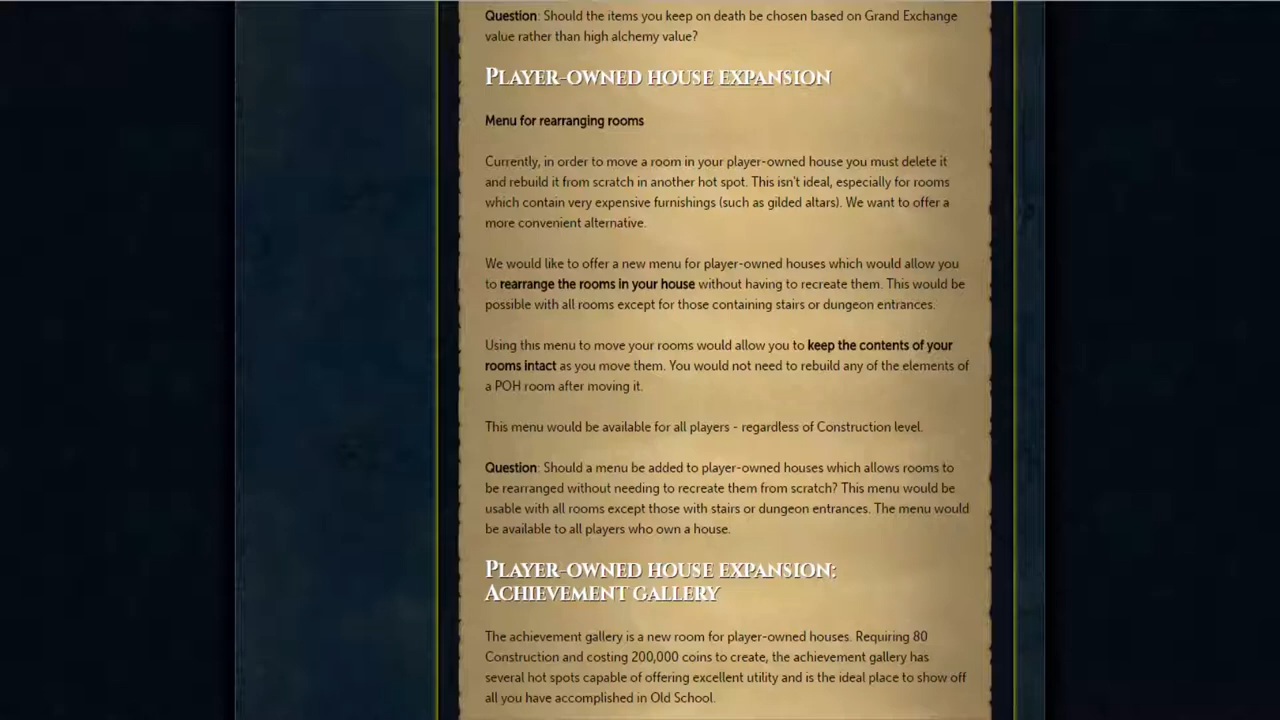 Question: Should the items you keep on death be chosen based on Grand Exchange
value rather than high alchemy value?
Player-owned house expansion
Menu for rearranging rooms
Currently, in order to move a room in your player-owned house you must delete it
and rebuild it from scratch in another hot spot. This isn't ideal, especially for rooms
which contain very expensive furnishings (such as gilded altars). We want to offer a
more convenient alternative.
We would like to offer a new menu for player-owned houses which would allow you
to rearrange the rooms in your house without having to recreate them. This would be
possible with all rooms except for those containing stairs or dungeon entrances.
Using this menu to move your rooms would allow you to keep the contents of your
rooms intact as you move them. You would not need to rebuild any of the elements of
a POH room after moving it.
This menu would be available for all players - regardless of Construction level.
Question: Should a menu be added to player-owned houses which allows rooms to
be rearranged without needing to recreate them from scratch? This menu would be
usable with all rooms except those with stairs or dungeon entrances. The menu would
be available to all players who own a house.
Player-owned house expansion:
Achievement gallery
The achievement gallery is a new room for player-owned houses. Requiring 80
Construction and costing 200,000 coins to create, the achievement gallery has
several hot spots capable of offering excellent utility and is the ideal place to show off
all you have accomplished in Old School.